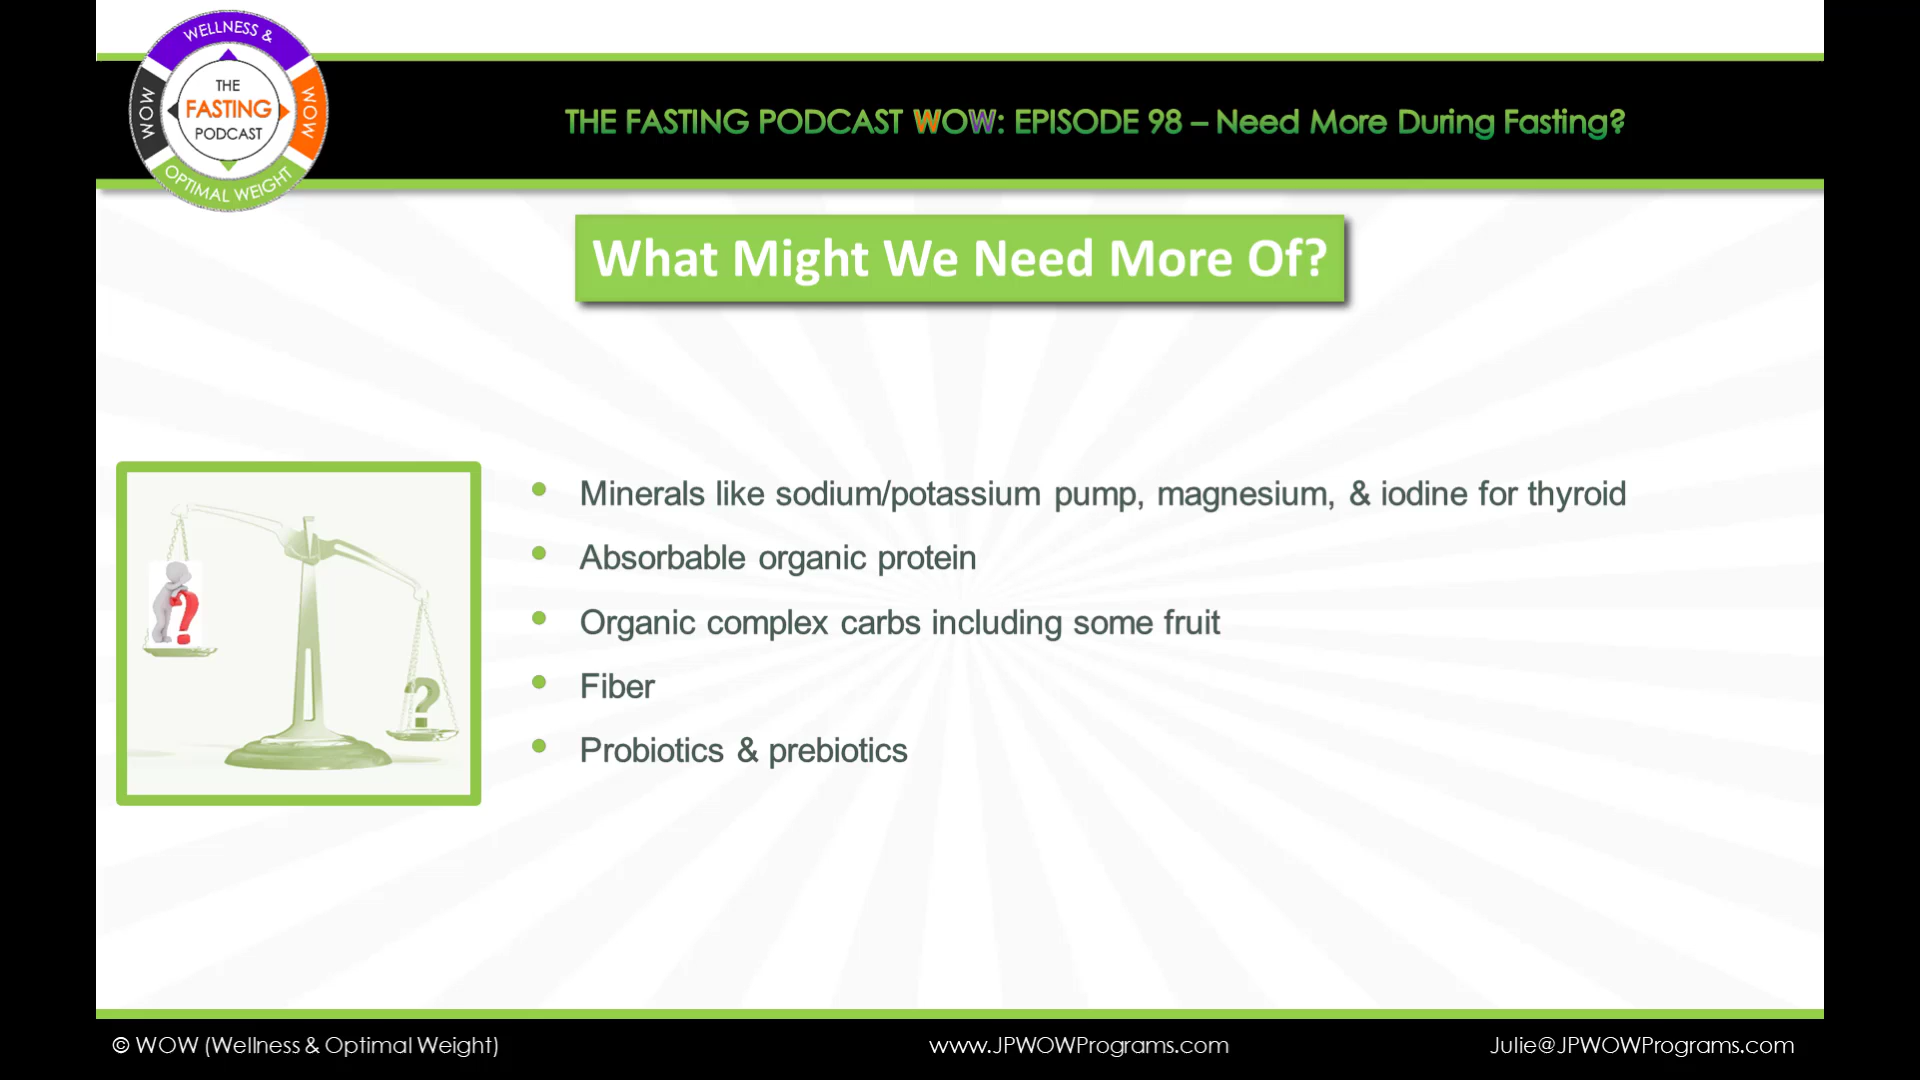 WELLNESS &
WOW
THE
FASTING
PODCAST
WOW
OPTIMAL WEIGHT
THE FASTING PODCAST WOW: EPISODE 98 – Need More During Fasting?
What Might We Need More Of?
• Minerals like sodium/potassium pump, magnesium, & iodine for thyroid
• Absorbable organic protein
• Organic complex carbs including some fruit
• Fiber
• Probiotics & prebiotics
?
?
© WOW (Wellness & Optimal Weight)
www.JPWOWPrograms.com
Julie@JPWOWPrograms.com